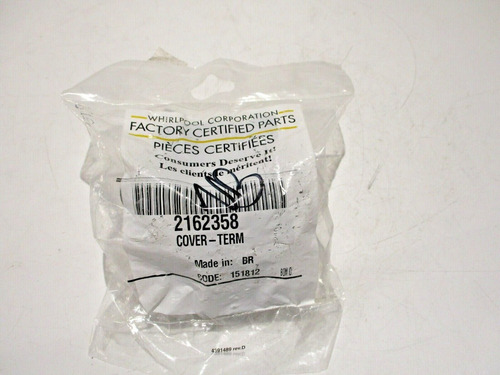 WHIRLPOOL CORPORATION
FACTORY CERTIFIED PARTS
PIÈCES CERTIFIÉES
Consumers Deserve It!
Les clients le méritent!
2162358
COVER-TERM
Made in: BR
CODE: 151812